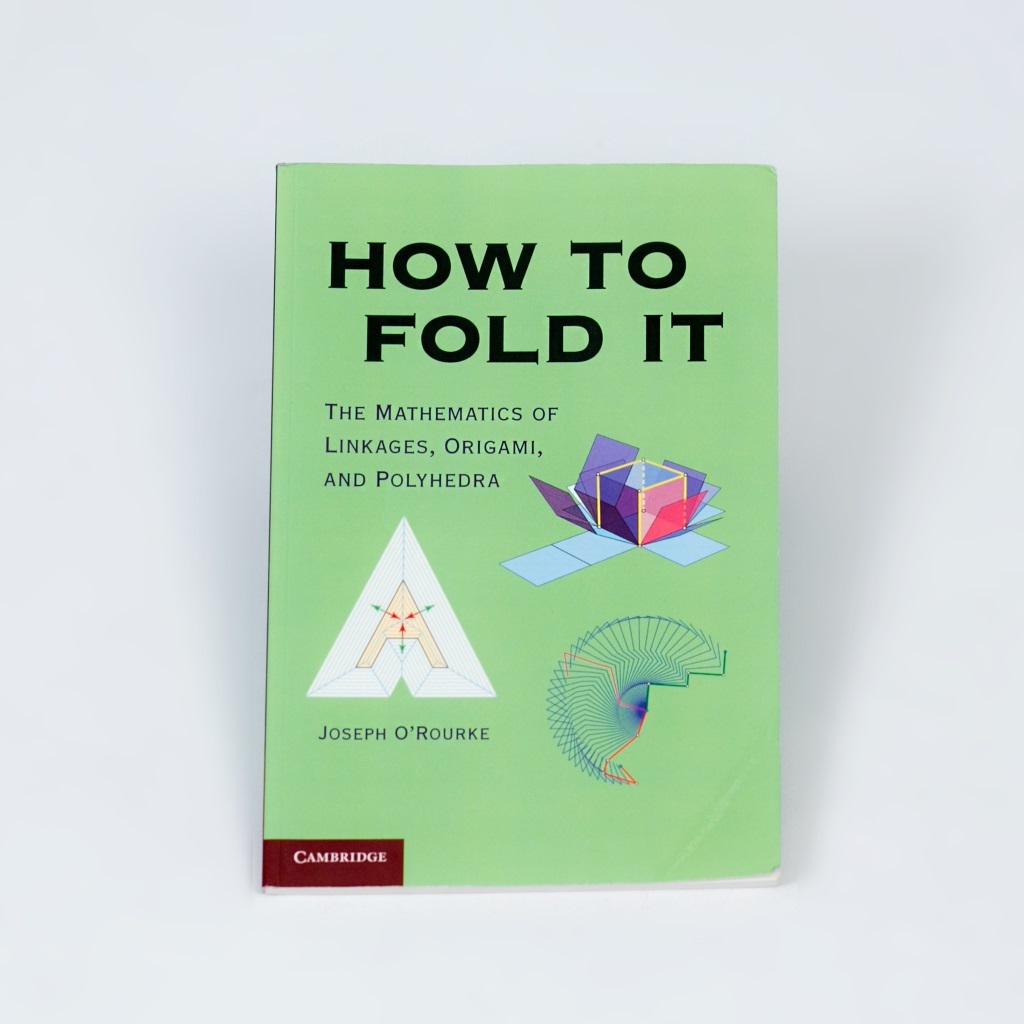 HOW TO
FOLD IT
THE MATHEMATICS OF
LINKAGES, ORIGAMI,
AND POLYHEDRA
A
JOSEPH O'ROURKE
CAMBRIDGE